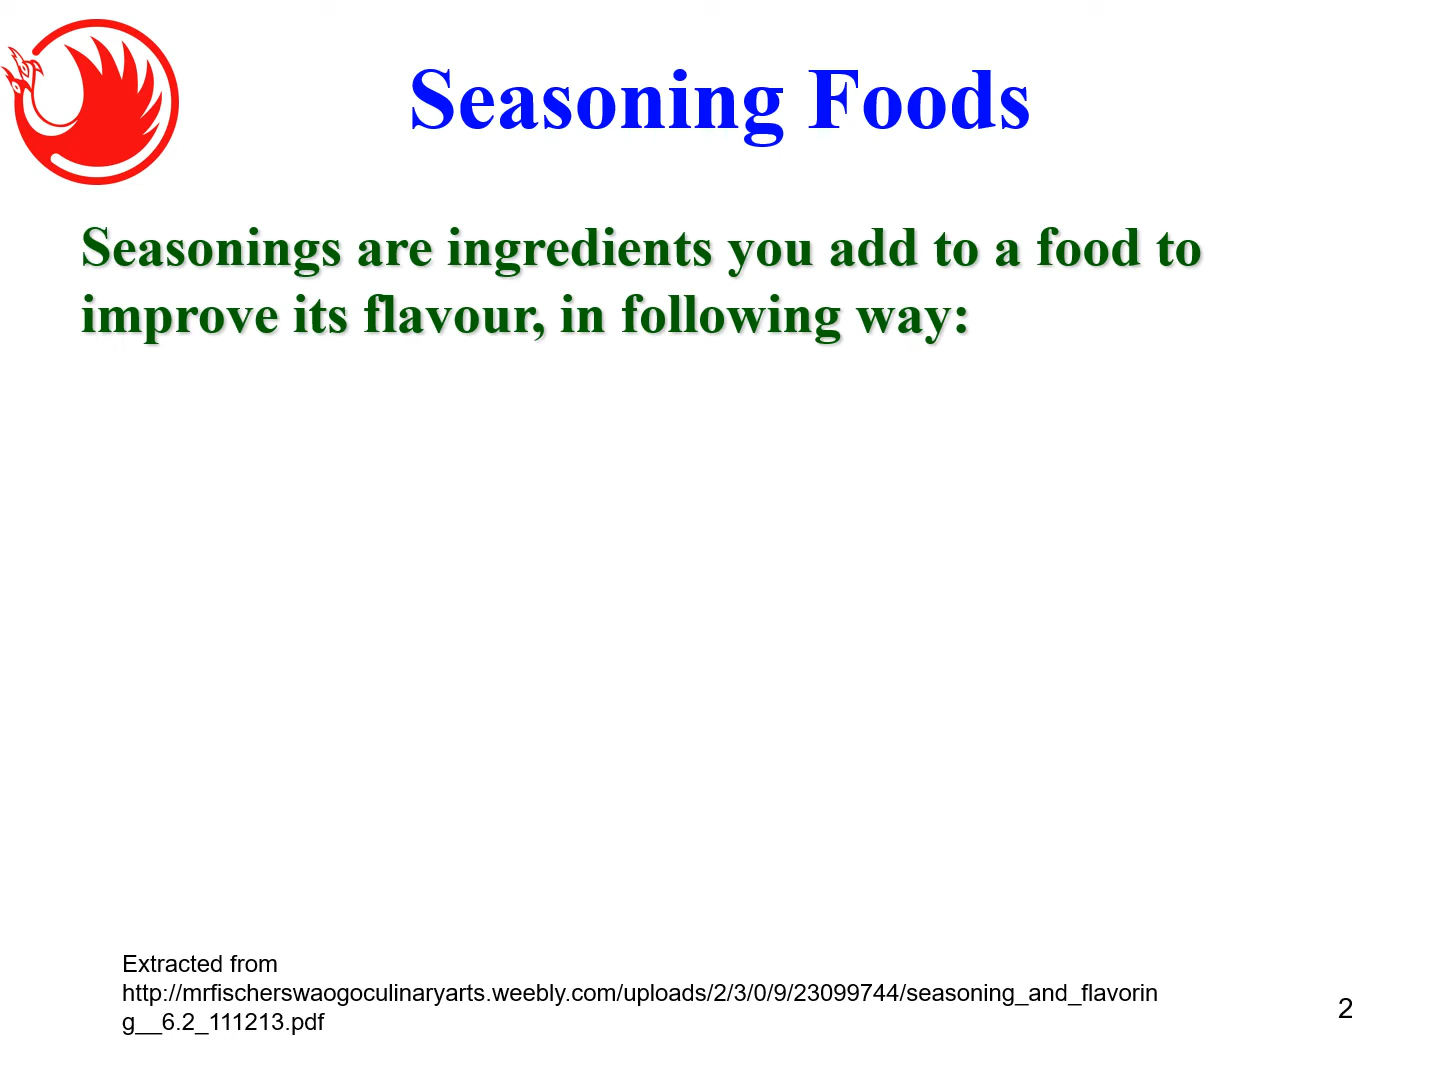 Seasoning Foods
Seasonings are ingredients you add to a food to
improve its flavour, in following way:
Extracted from
http://mrfischerswaogoculinaryarts.weebly.com/uploads/2/3/0/9/23099744/seasoning_and_flavorin
g__6.2_111213.pdf
2